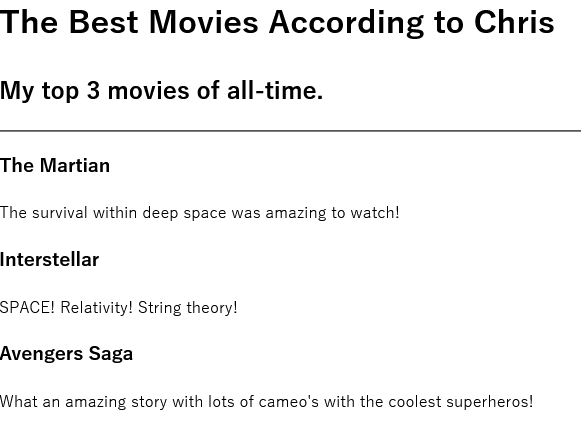 The Best Movies According to Chris
My top 3 movies of all-time.
The Martian
The survival within deep space was amazing to watch!
Interstellar
SPACE! Relativity! String theory!
Avengers Saga
What an amazing story with lots of cameo's with the coolest superheros!